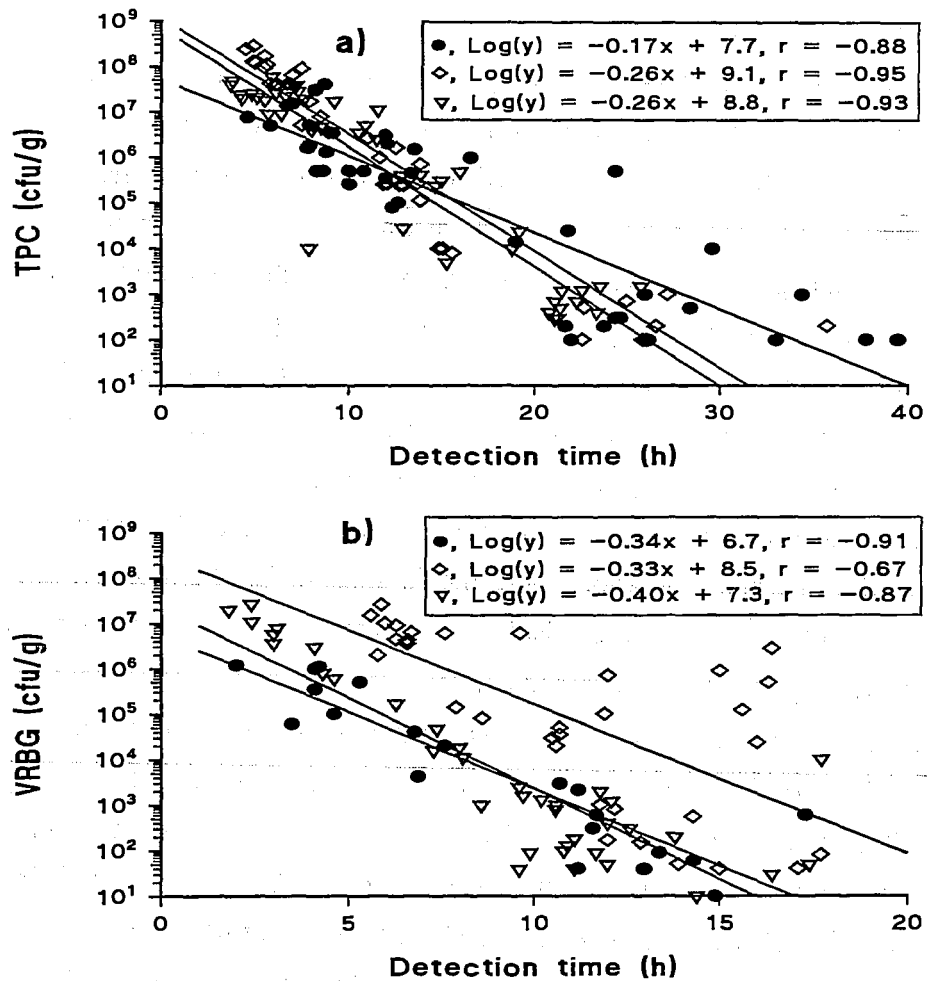 a)
●, Log(y) = −0.17x + 7.7, r = −0.88
◇, Log(y) = −0.26x + 9.1, r = −0.95
▽, Log(y) = −0.26x + 8.8, r = −0.93
TPC (cfu/g)
10⁹
10⁸
10⁷
10⁶
10⁵
10⁴
10³
10²
10¹
0 10 20 30 40
Detection time (h)
b)
●, Log(y) = −0.34x + 6.7, r = −0.91
◇, Log(y) = −0.33x + 8.5, r = −0.67
▽, Log(y) = −0.40x + 7.3, r = −0.87
VRBG (cfu/g)
10⁹
10⁸
10⁷
10⁶
10⁵
10⁴
10³
10²
10¹
0 5 10 15 20
Detection time (h)